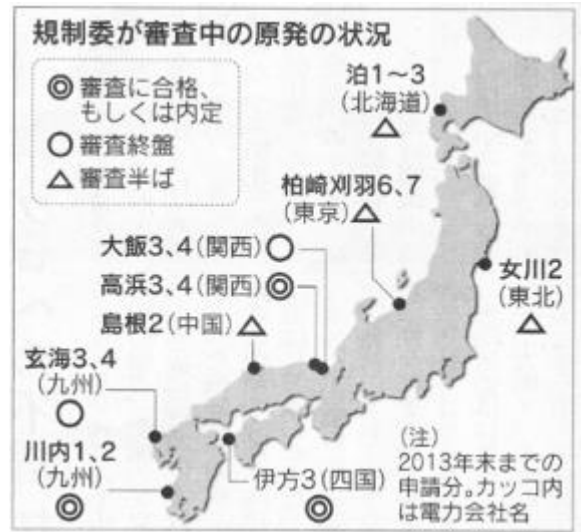 規制委が審査中の原発の状況
◎ 審査に合格、
もしくは内定
○ 審査終盤
△ 審査半ば
泊1～3
(北海道)
△
柏崎刈羽6、7
(東京)△
大飯3、4(関西)○
高浜3、4(関西)◎
島根2(中国)△
女川2
(東北)
△
玄海3、4
(九州)
○
川内1、2
(九州)
◎
伊方3(四国)
◎
(注)
2013年末までの
申請分。カッコ内
は電力会社名